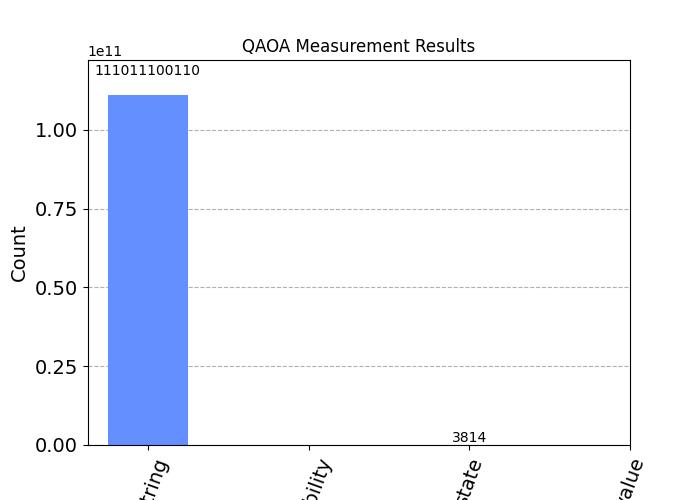 QAOA Measurement Results
1e11
111011100110
1.00
0.75
0.50
0.25
0.00
Count
3814
tring
bility
state
value